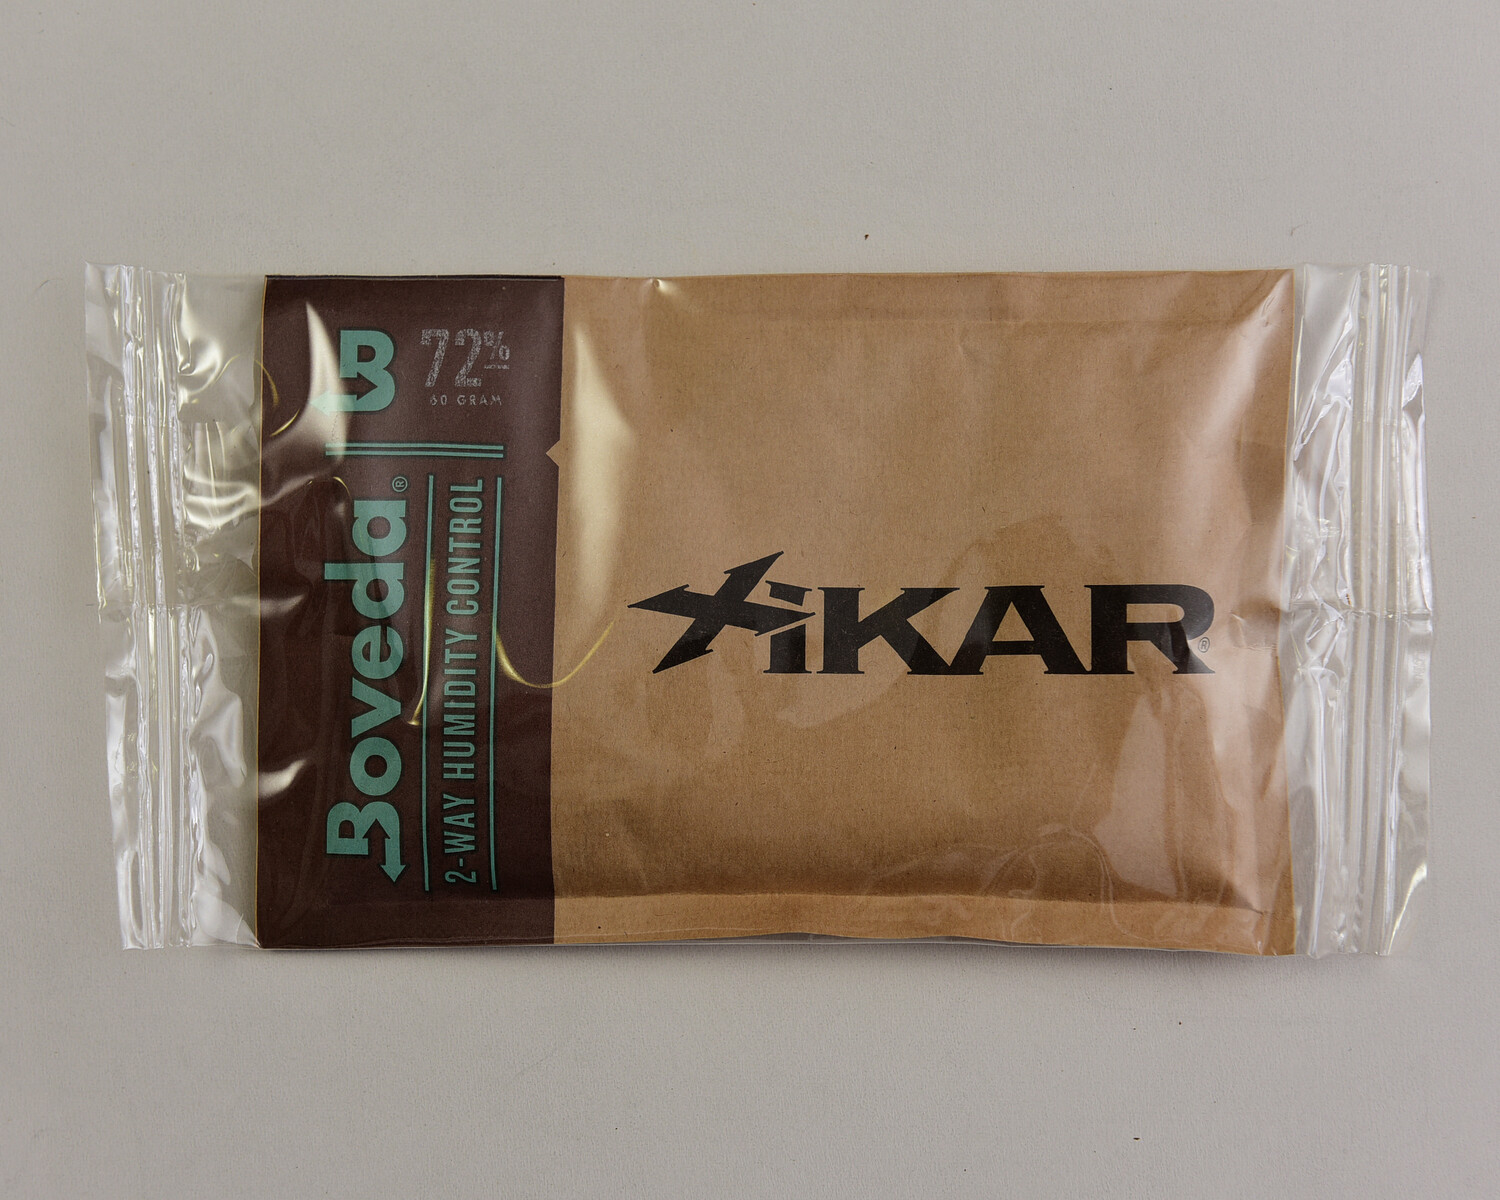 72%
60 GRAM
Boveda®
2-WAY HUMIDITY CONTROL
XIKAR®